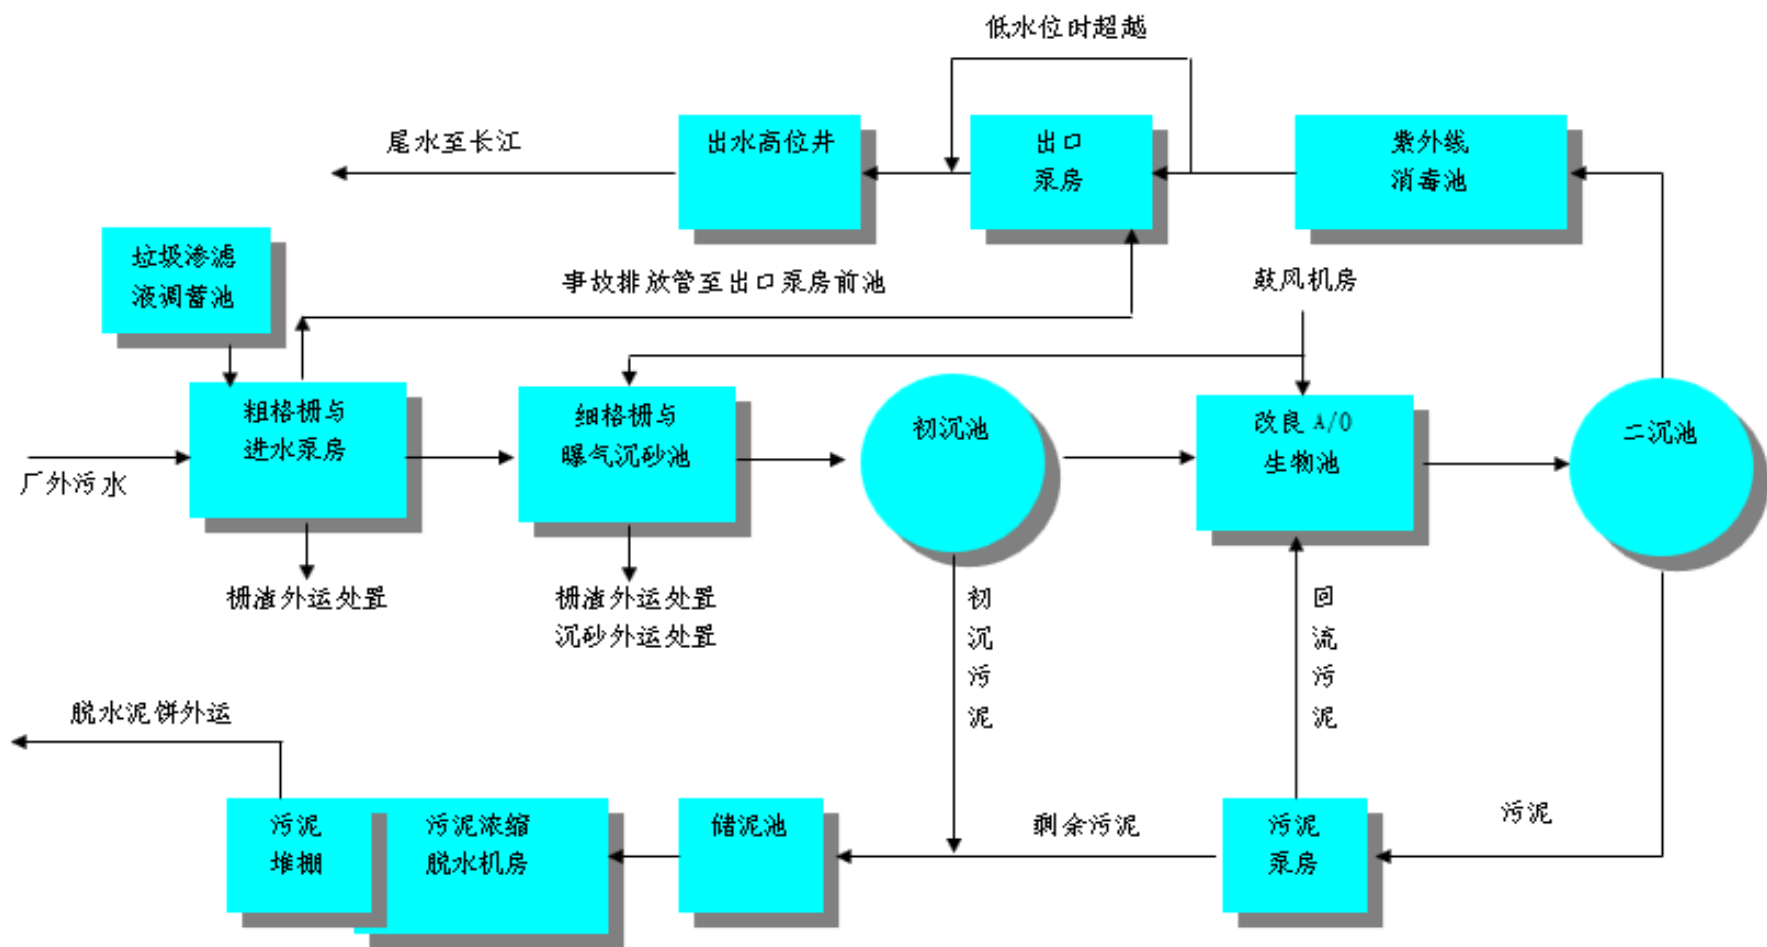 低水位时超越
尾水至长江
出水高位井
出口
泵房
紫外线
消毒池
垃圾渗滤
液调蓄池
事故排放管至出口泵房前池
鼓风机房
厂外污水
粗格栅与
进水泵房
细格栅与
曝气沉砂池
初沉池
改良 A/O
生物池
二沉池
栅渣外运处置
栅渣外运处置
沉砂外运处置
初沉污泥
回流污泥
脱水泥饼外运
污泥
堆棚
污泥浓缩
脱水机房
储泥池
剩余污泥
污泥
泵房
污泥